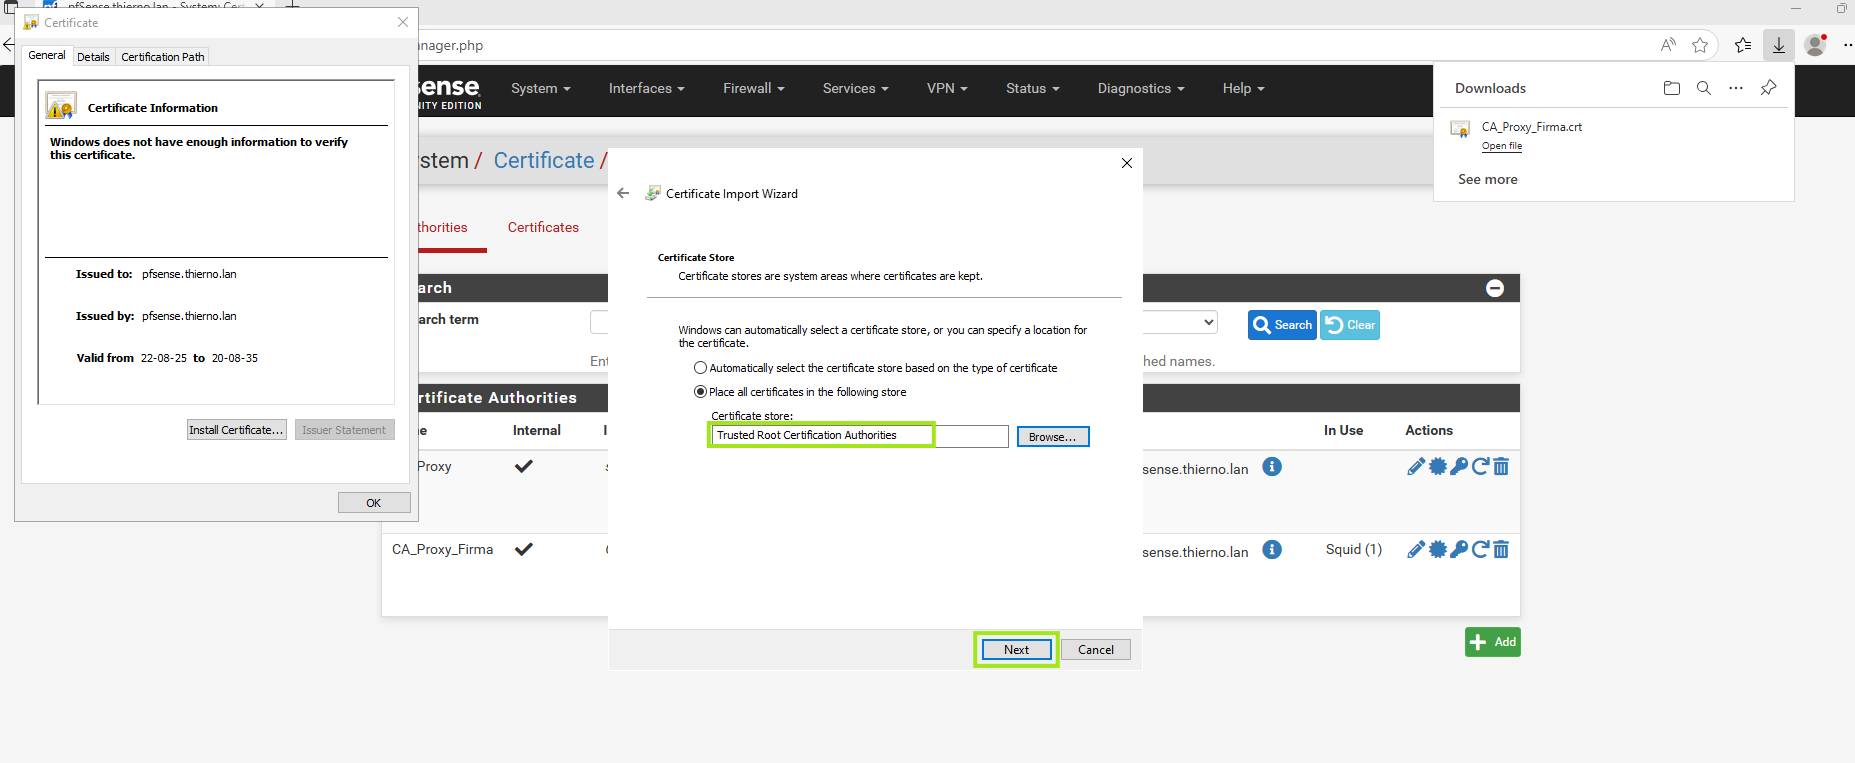 pfSense.thierno.lan - System: Cert
Certificate
nager.php
General
Details
Certification Path
Certificate Information
Windows does not have enough information to verify
this certificate.
Issued to: pfsense.thierno.lan
Issued by: pfsense.thierno.lan
Valid from 22-08-25 to 20-08-35
Install Certificate...
Issuer Statement
OK
sense
NITY EDITION
System
Interfaces
Firewall
Services
VPN
Status
Diagnostics
Help
Downloads
CA_Proxy_Firma.crt
Open file
See more
stem / Certificate /
thorities
Certificates
arch
arch term
Search
Clear
Ent
hed names.
rtificate Authorities
me
Internal
In Use
Actions
Proxy
sense.thierno.lan
CA_Proxy_Firma
sense.thierno.lan
Squid (1)
Add
Certificate Import Wizard
Certificate Store
Certificate stores are system areas where certificates are kept.
Windows can automatically select a certificate store, or you can specify a location for
the certificate.
Automatically select the certificate store based on the type of certificate
Place all certificates in the following store
Certificate store:
Trusted Root Certification Authorities
Browse...
Next
Cancel